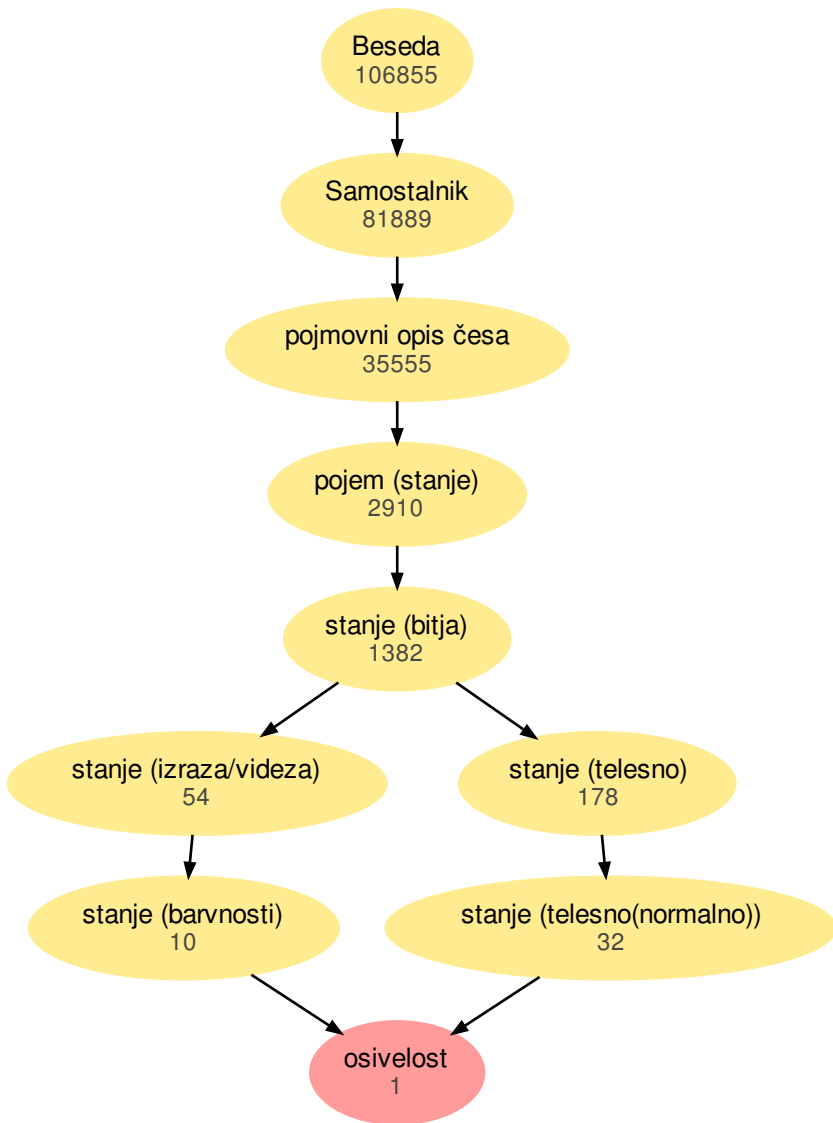 Beseda
106855
Samostalnik
81889
pojmovni opis česa
35555
pojem (stanje)
2910
stanje (bitja)
1382
stanje (izraza/videza)
54
stanje (telesno)
178
stanje (barvnosti)
10
stanje (telesno(normalno))
32
osivelost
1